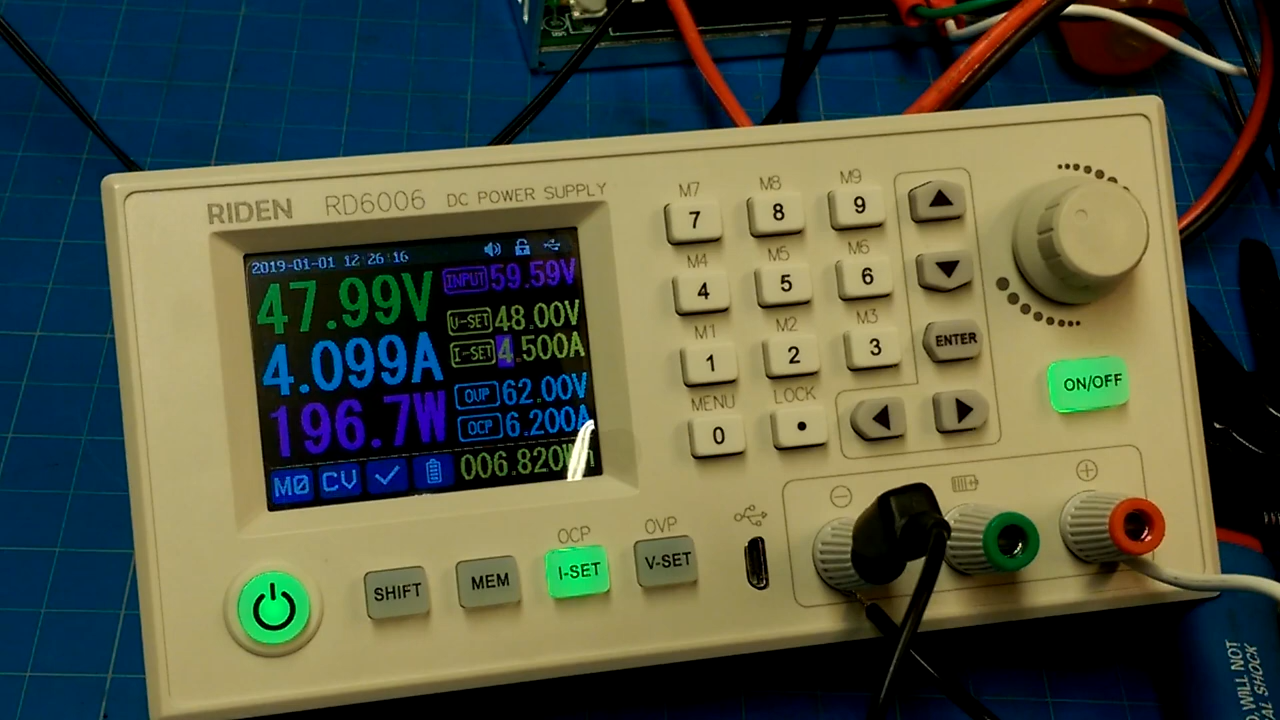 RIDEN RD6006 DC POWER SUPPLY
2019-01-01 12:26:16
47.99V
INPUT 59.59V
U-SET 48.00V
4.099A
I-SET 4.500A
OVP 62.00V
196.7W
OCP 6.200A
M0 CV
M7 M8 M9
7 8 9
M4 M5 M6
4 5 6
M1 M2 M3
1 2 3
ENTER
MENU LOCK
0 •
ON/OFF
OCP OVP
SHIFT MEM I-SET V-SET
− +
WILL NOT
SHOCK